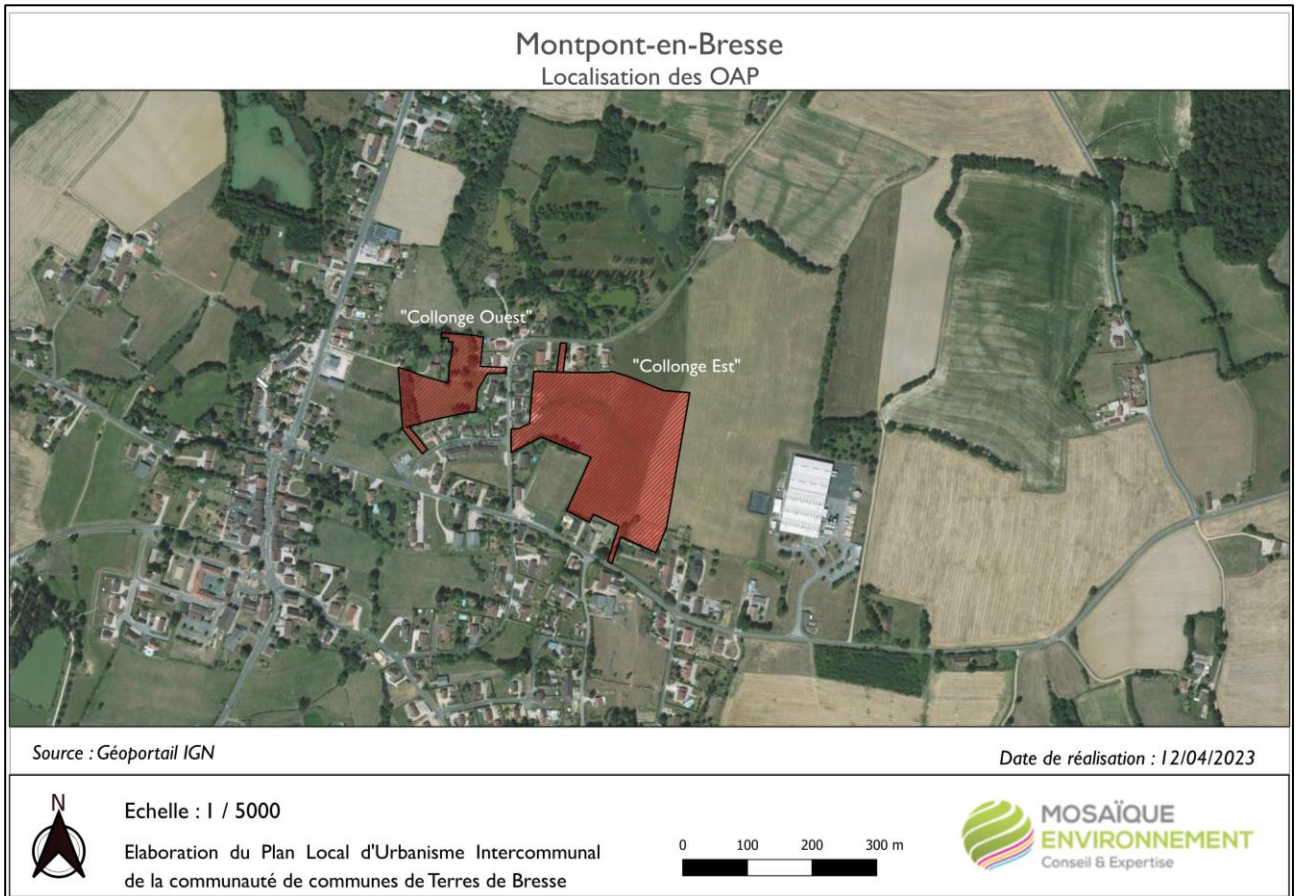 Montpont-en-Bresse
Localisation des OAP
"Collonge Ouest"
"Collonge Est"
Source : Géoportail IGN
Date de réalisation : 12/04/2023
N
Echelle : 1 / 5000
Elaboration du Plan Local d'Urbanisme Intercommunal
de la communauté de communes de Terres de Bresse
0 100 200 300 m
MOSAÏQUE
ENVIRONNEMENT
Conseil & Expertise